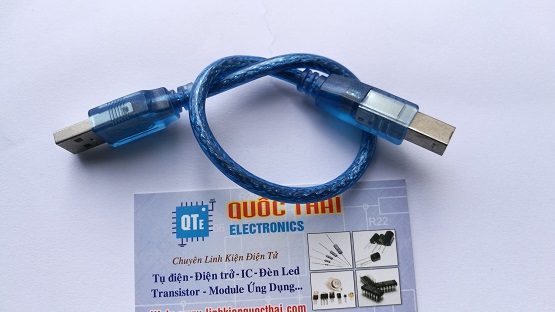 QUỐC THÁI
QTE
ELECTRONICS
R22
Chuyên Linh Kiện Điện Tử
Tụ điện - Điện trở - IC - Đèn Led
Transistor - Module Ứng Dụng...